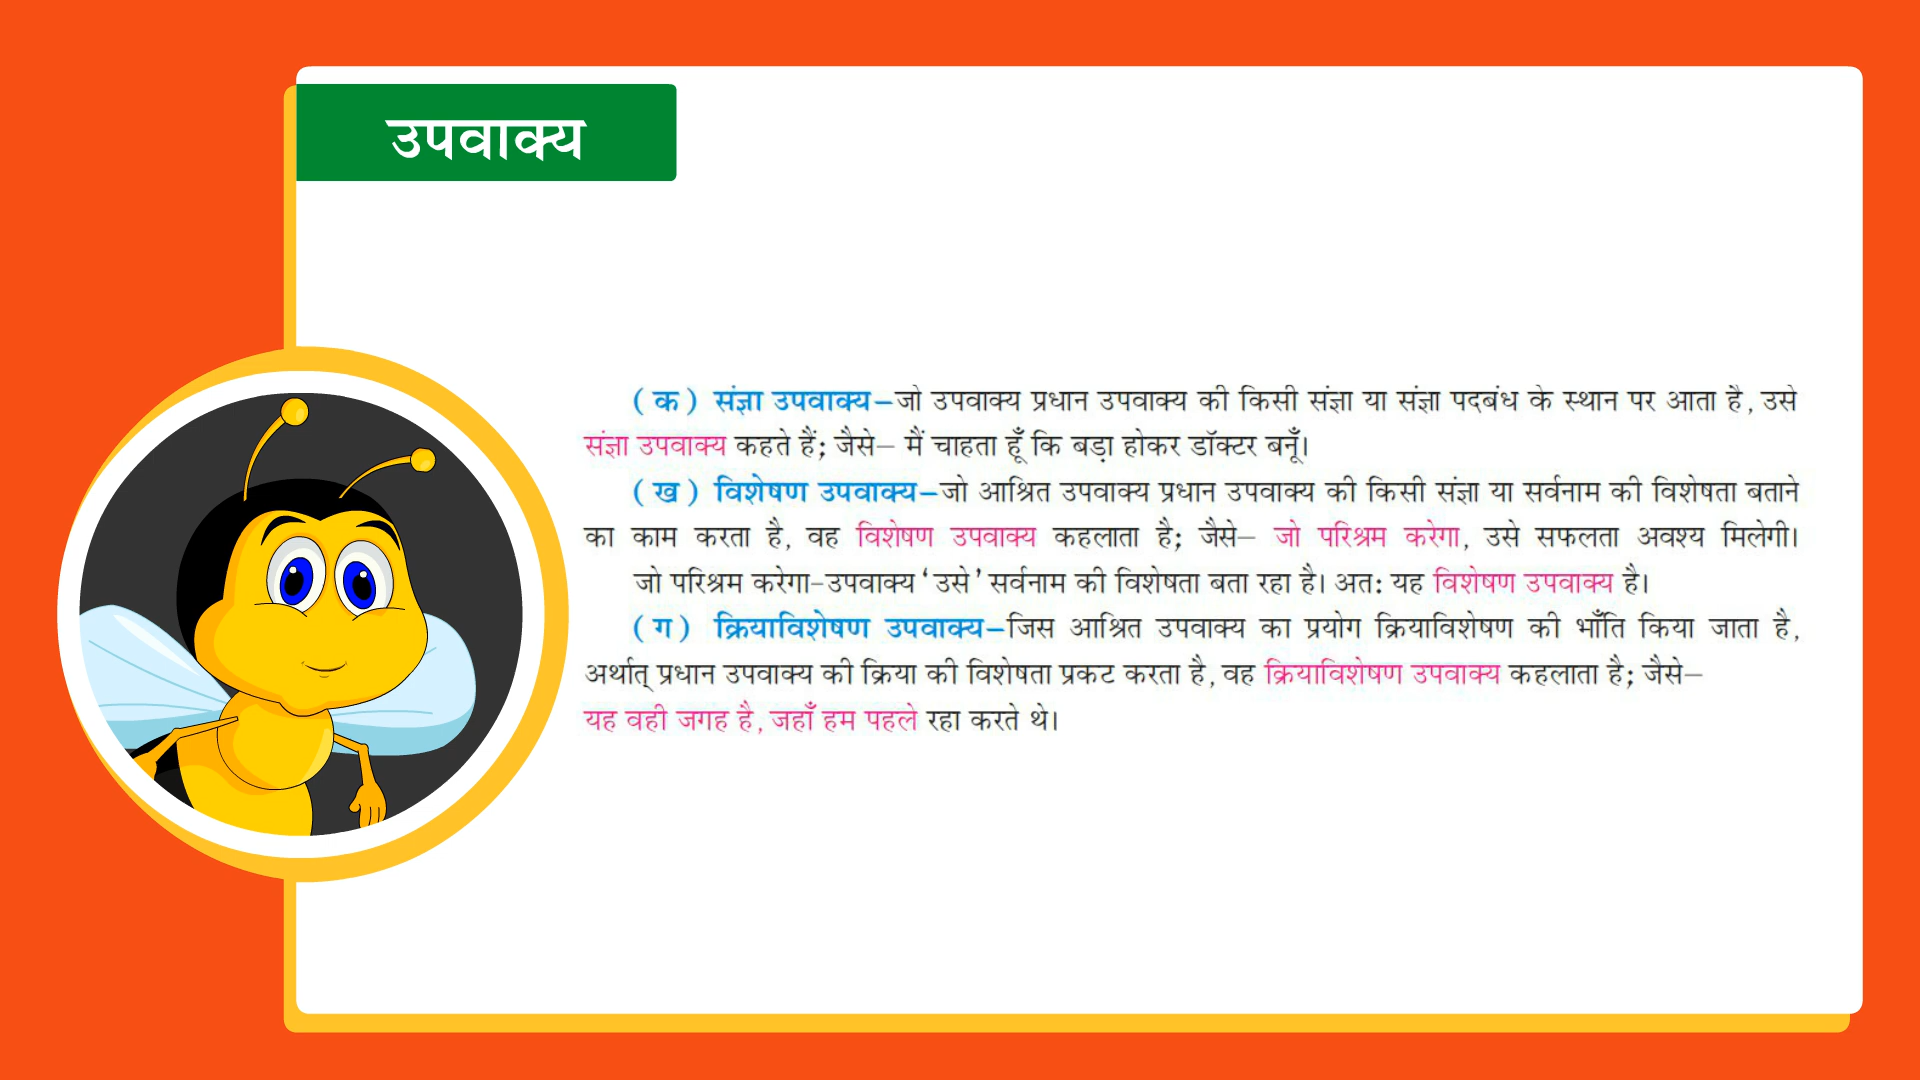 उपवाक्य
( क ) संज्ञा उपवाक्य–जो उपवाक्य प्रधान उपवाक्य की किसी संज्ञा या संज्ञा पदबंध के स्थान पर आता है, उसे
संज्ञा उपवाक्य कहते हैं; जैसे– मैं चाहता हूँ कि बड़ा होकर डॉक्टर बनूँ।
( ख ) विशेषण उपवाक्य–जो आश्रित उपवाक्य प्रधान उपवाक्य की किसी संज्ञा या सर्वनाम की विशेषता बताने
का काम करता है, वह विशेषण उपवाक्य कहलाता है; जैसे– जो परिश्रम करेगा, उसे सफलता अवश्य मिलेगी।
जो परिश्रम करेगा-उपवाक्य ‘उसे’ सर्वनाम की विशेषता बता रहा है। अत: यह विशेषण उपवाक्य है।
( ग ) क्रियाविशेषण उपवाक्य–जिस आश्रित उपवाक्य का प्रयोग क्रियाविशेषण की भाँति किया जाता है,
अर्थात् प्रधान उपवाक्य की क्रिया की विशेषता प्रकट करता है, वह क्रियाविशेषण उपवाक्य कहलाता है; जैसे–
यह वही जगह है, जहाँ हम पहले रहा करते थे।